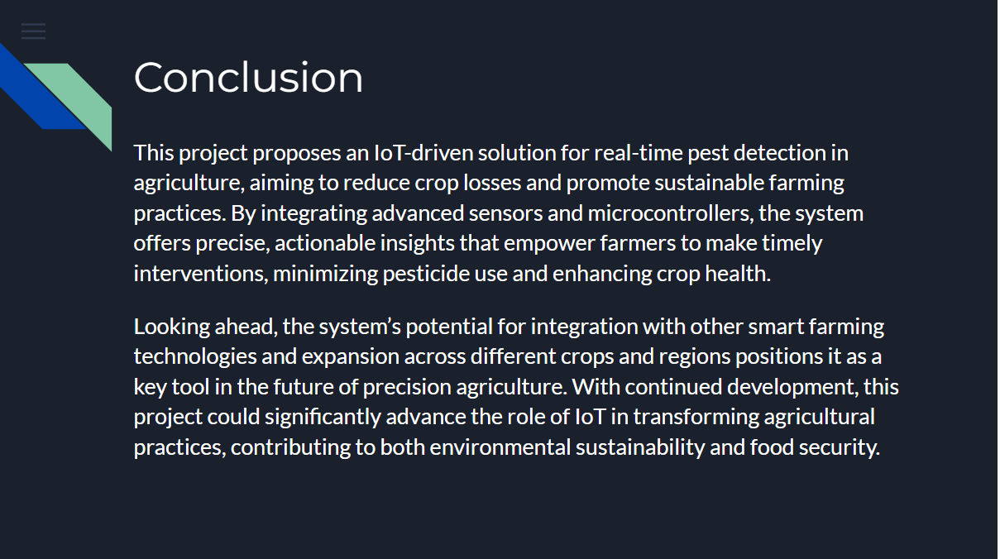 Conclusion
This project proposes an IoT-driven solution for real-time pest detection in
agriculture, aiming to reduce crop losses and promote sustainable farming
practices. By integrating advanced sensors and microcontrollers, the system
offers precise, actionable insights that empower farmers to make timely
interventions, minimizing pesticide use and enhancing crop health.
Looking ahead, the system’s potential for integration with other smart farming
technologies and expansion across different crops and regions positions it as a
key tool in the future of precision agriculture. With continued development, this
project could significantly advance the role of IoT in transforming agricultural
practices, contributing to both environmental sustainability and food security.